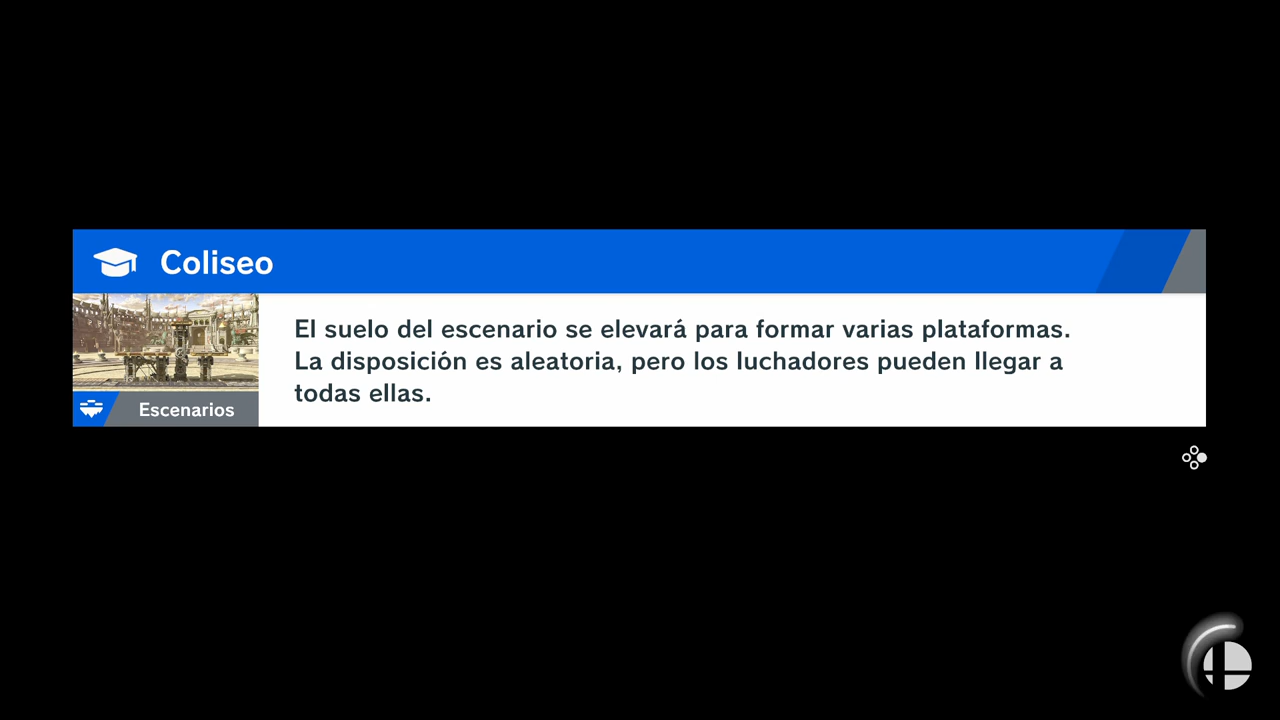 Coliseo
El suelo del escenario se elevará para formar varias plataformas.
La disposición es aleatoria, pero los luchadores pueden llegar a
todas ellas.
Escenarios